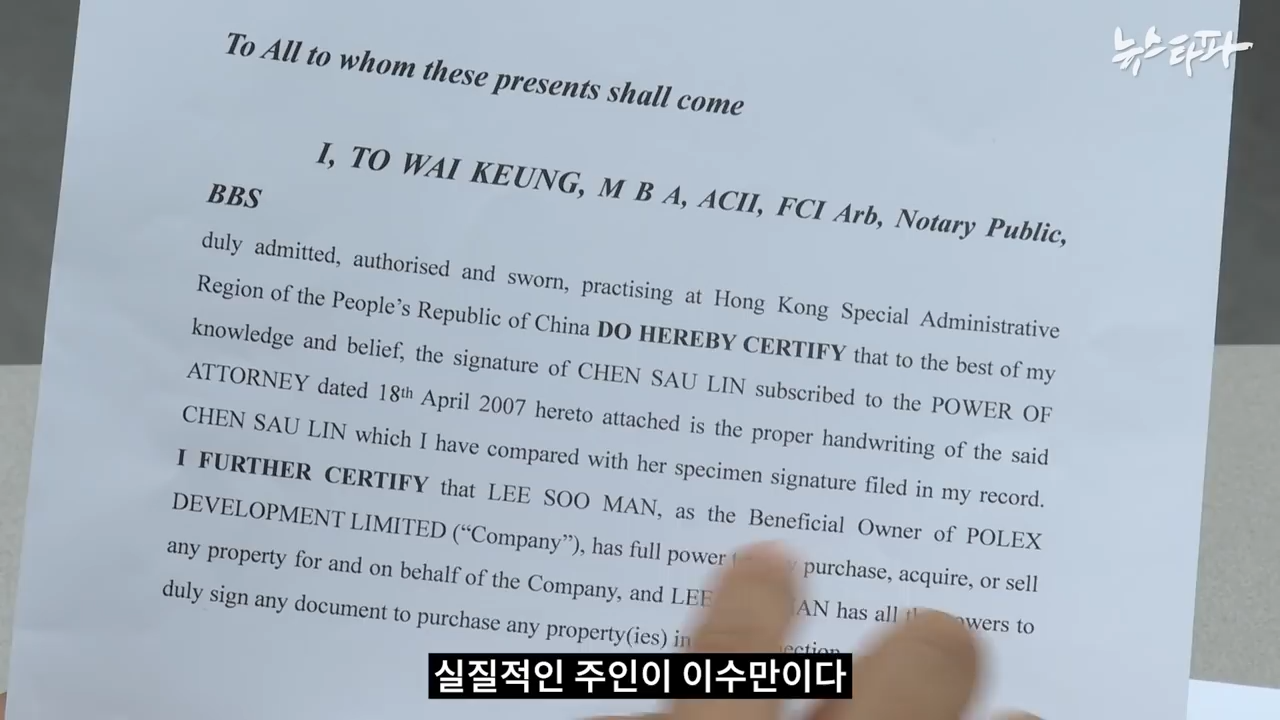 뉴스타파
To All to whom these presents shall come
I, TO WAI KEUNG, M B A, ACII, FCI Arb, Notary Public,
BBS
duly admitted, authorised and sworn, practising at Hong Kong Special Administrative
Region of the People's Republic of China DO HEREBY CERTIFY that to the best of my
knowledge and belief, the signature of CHEN SAU LIN subscribed to the POWER OF
ATTORNEY dated 18th April 2007 hereto attached is the proper handwriting of the said
CHEN SAU LIN which I have compared with her specimen signature filed in my record.
I FURTHER CERTIFY that LEE SOO MAN, as the Beneficial Owner of POLEX
DEVELOPMENT LIMITED ("Company"), has full power purchase, acquire, or sell
any property for and on behalf of the Company, and LEE has all powers to
duly sign any document to purchase any property(ies) in
실질적인 주인이 이수만이다